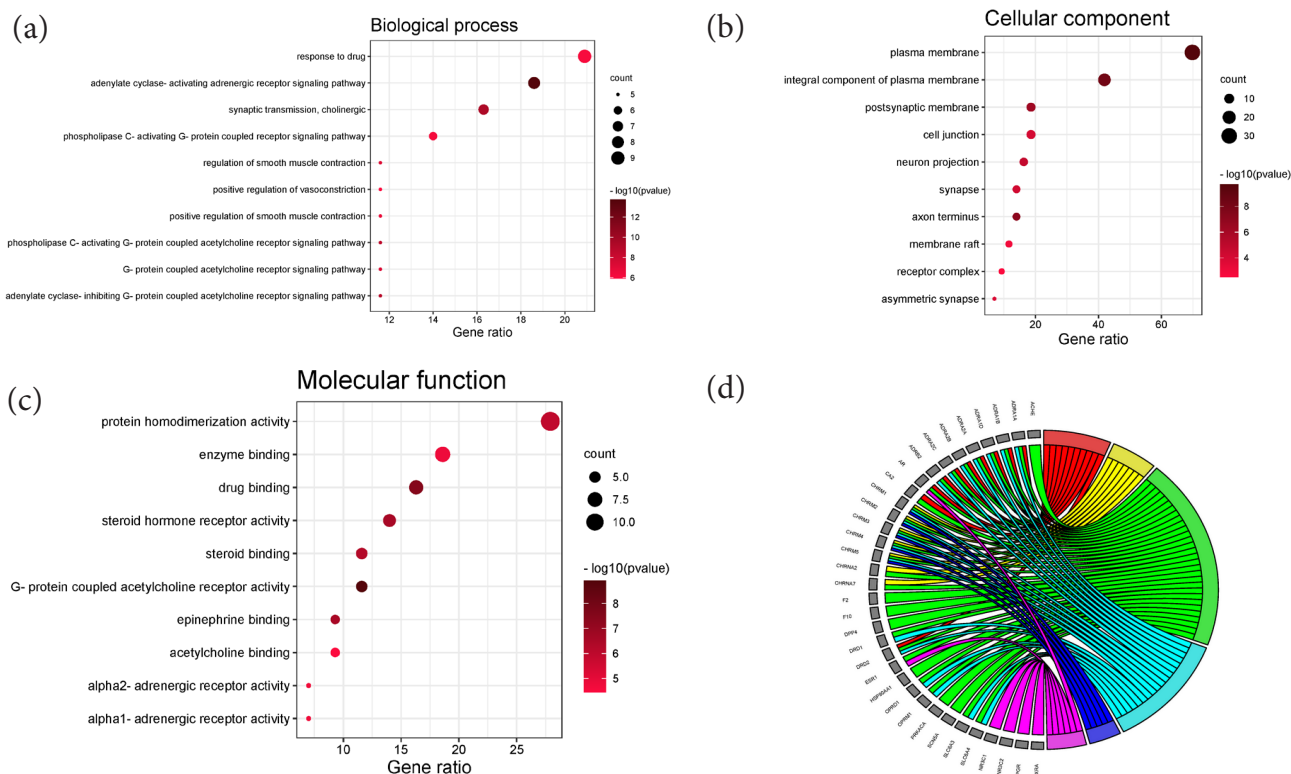 (a)
Biological process
response to drug
adenylate cyclase- activating adrenergic receptor signaling pathway
synaptic transmission, cholinergic
phospholipase C- activating G- protein coupled receptor signaling pathway
regulation of smooth muscle contraction
positive regulation of vasoconstriction
positive regulation of smooth muscle contraction
phospholipase C- activating G- protein coupled acetylcholine receptor signaling pathway
G- protein coupled acetylcholine receptor signaling pathway
adenylate cyclase- inhibiting G- protein coupled acetylcholine receptor signaling pathway
12 14 16 18 20
Gene ratio
count
5
6
7
8
9
- log10(pvalue)
12
10
8
6
(b)
Cellular component
plasma membrane
integral component of plasma membrane
postsynaptic membrane
cell junction
neuron projection
synapse
axon terminus
membrane raft
receptor complex
asymmetric synapse
20 40 60
Gene ratio
count
10
20
30
- log10(pvalue)
8
6
4
(c)
Molecular function
protein homodimerization activity
enzyme binding
drug binding
steroid hormone receptor activity
steroid binding
G- protein coupled acetylcholine receptor activity
epinephrine binding
acetylcholine binding
alpha2- adrenergic receptor activity
alpha1- adrenergic receptor activity
10 15 20 25
Gene ratio
count
5.0
7.5
10.0
- log10(pvalue)
8
7
6
5
(d)
ACHE
ADRA1A
ADRA1B
ADRA1D
ADRA2A
ADRA2B
ADRA2C
ADRB2
AR
CA2
CHRM1
CHRM2
CHRM3
CHRM4
CHRM5
CHRNA2
CHRNA7
F2
F10
DPP4
DRD1
DRD2
ESR1
HSP90AA1
OPRD1
OPRM1
PRKACA
SCN5A
SLC6A3
SLC6A4
NR3C1
NR3C2
PGR